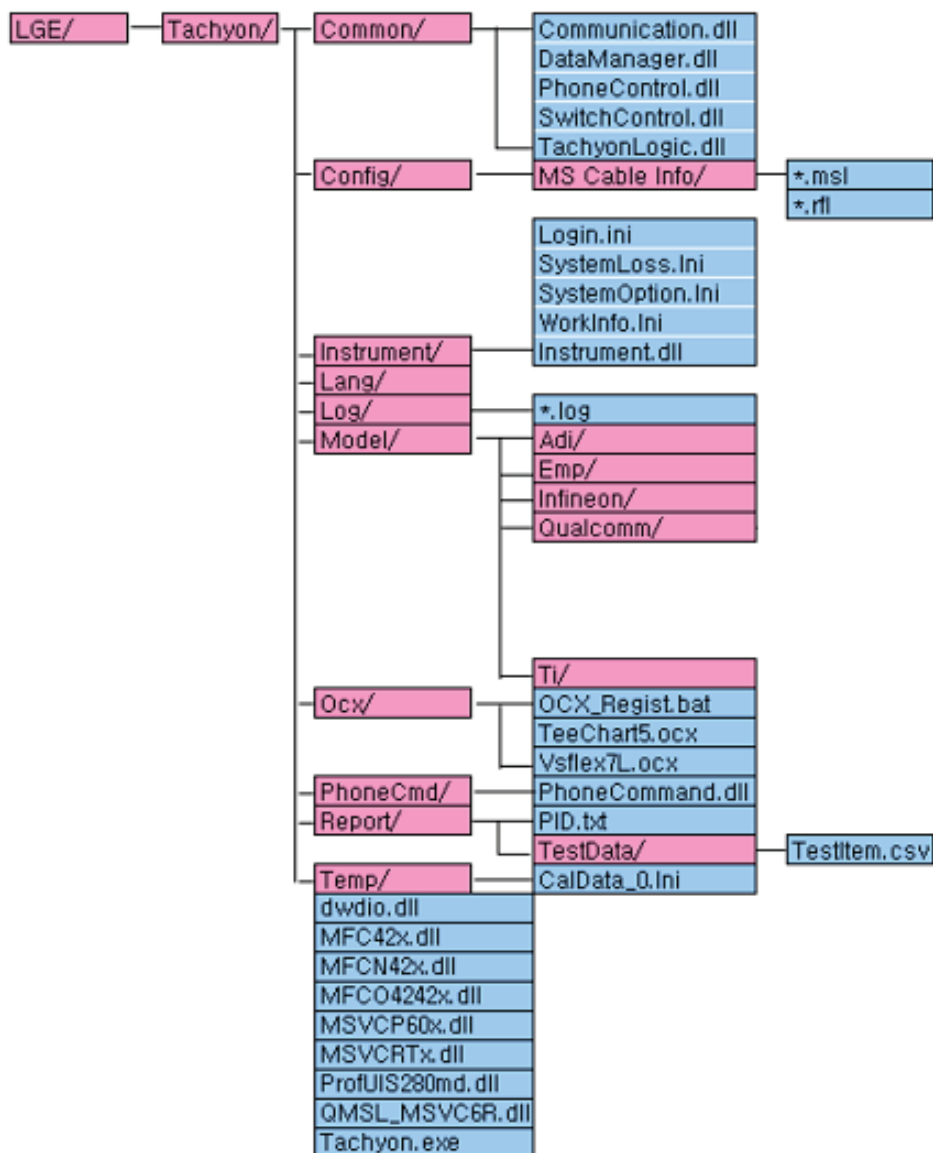 LGE/ Tachyon/ Common/ Communication.dll
DataManager.dll
PhoneControl.dll
SwitchControl.dll
TachyonLogic.dll
Config/ MS Cable Info/ *.msl
*.rfl
Login.ini
SystemLoss.Ini
SystemOption.Ini
WorkInfo.Ini
Instrument/ Instrument.dll
Lang/
Log/ *.log
Model/ Adi/
Emp/
Infineon/
Qualcomm/
Ti/
Ocx/ OCX_Regist.bat
TeeChart5.ocx
Vsflex7L.ocx
PhoneCmd/ PhoneCommand.dll
Report/ PID.txt
TestData/ TestItem.csv
Temp/ CalData_0.Ini
dwdio.dll
MFC42x.dll
MFCN42x.dll
MFCO4242x.dll
MSVCP60x.dll
MSVCRTx.dll
ProfUIS280md.dll
QMSL_MSVC6R.dll
Tachyon.exe